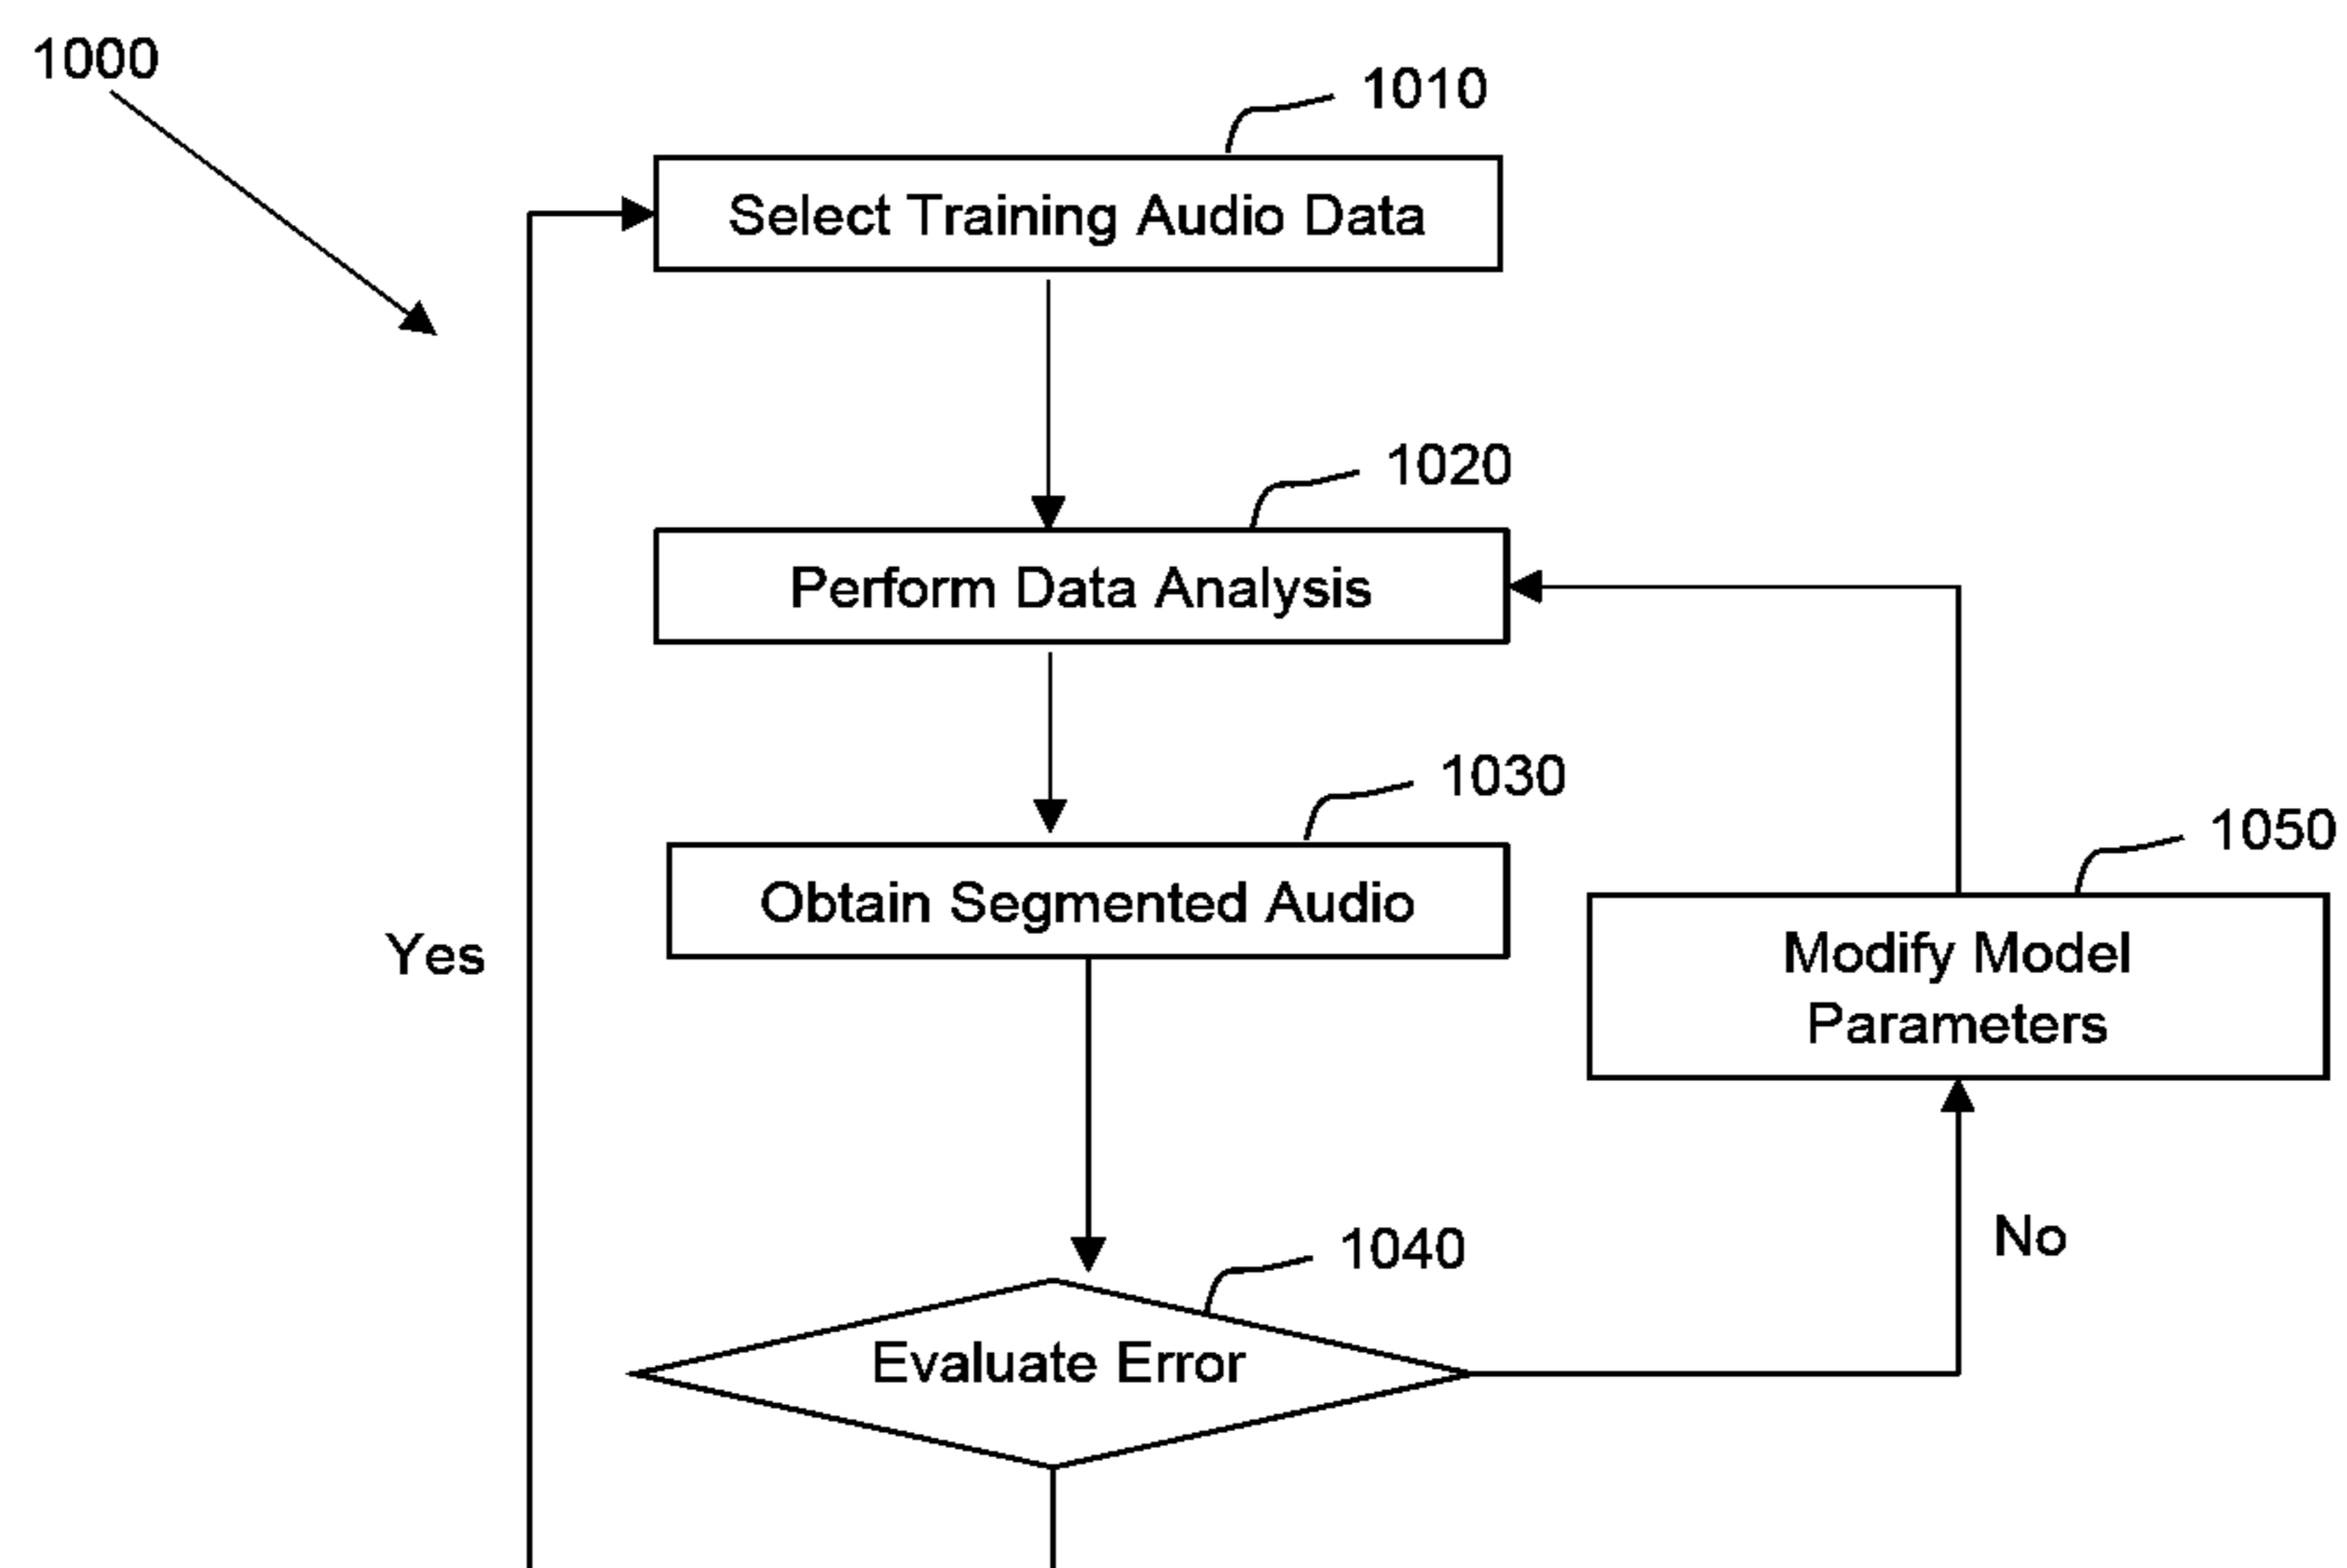 1000
1010
Select Training Audio Data
1020
Perform Data Analysis
1030
Obtain Segmented Audio
1050
Modify Model
Parameters
Yes
1040
No
Evaluate Error